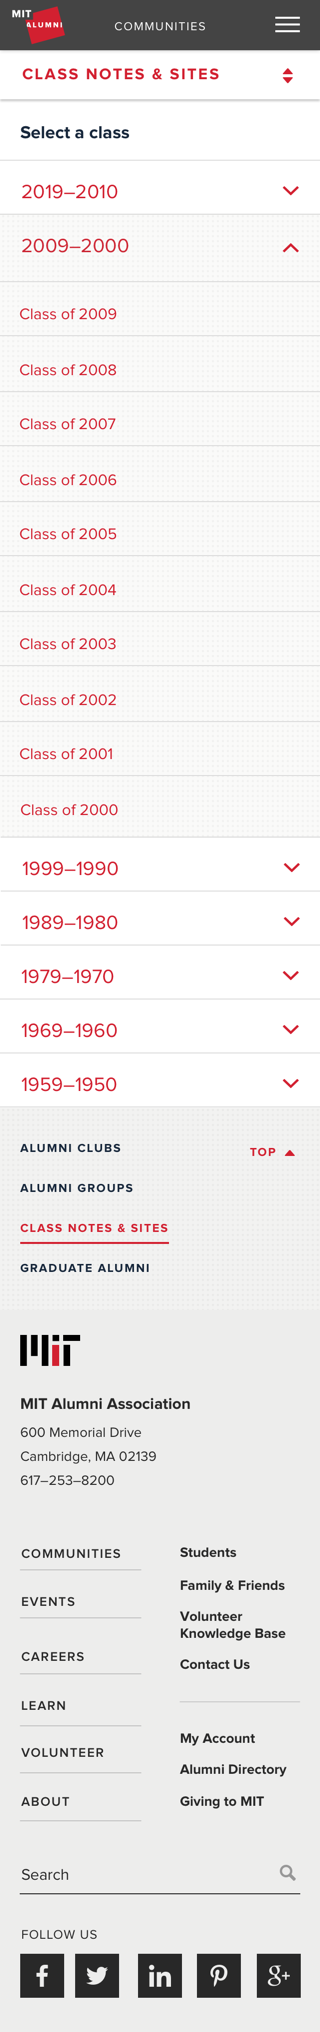 MIT
ALUMNI
COMMUNITIES
CLASS NOTES & SITES
Select a class
2019–2010
2009–2000
Class of 2009
Class of 2008
Class of 2007
Class of 2006
Class of 2005
Class of 2004
Class of 2003
Class of 2002
Class of 2001
Class of 2000
1999–1990
1989–1980
1979–1970
1969–1960
1959–1950
ALUMNI CLUBS
TOP
ALUMNI GROUPS
CLASS NOTES & SITES
GRADUATE ALUMNI
MIT
MIT Alumni Association
600 Memorial Drive
Cambridge, MA 02139
617–253–8200
COMMUNITIES
EVENTS
CAREERS
LEARN
VOLUNTEER
ABOUT
Students
Family & Friends
Volunteer
Knowledge Base
Contact Us
My Account
Alumni Directory
Giving to MIT
Search
FOLLOW US
f
in
g+